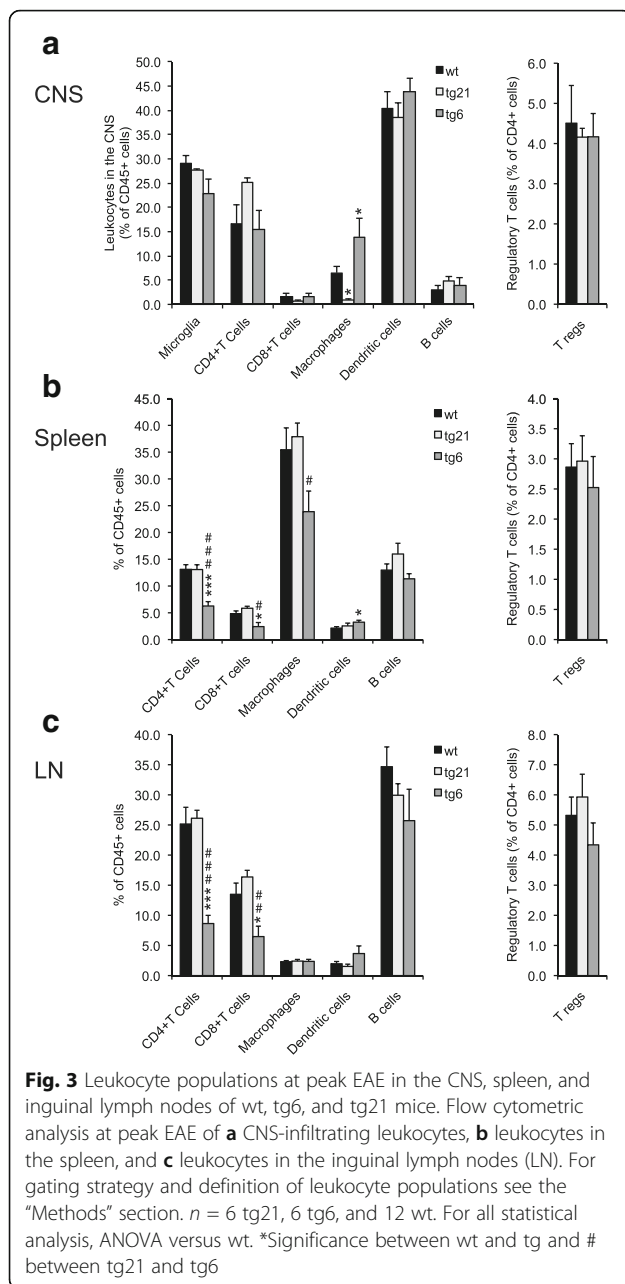 a
CNS
Leukocytes in the CNS
(% of CD45+ cells)
45.0
40.0
35.0
30.0
25.0
20.0
15.0
10.0
5.0
0.0
wt
tg21
tg6
*
*
Microglia
CD4+T Cells
CD8+T cells
Macrophages
Dendritic cells
B cells
Regulatory T cells (% of CD4+ cells)
6.0
5.0
4.0
3.0
2.0
1.0
0.0
T regs
b
Spleen
% of CD45+ cells
45.0
40.0
35.0
30.0
25.0
20.0
15.0
10.0
5.0
0.0
wt
tg21
tg6
***###
*#
#
*
CD4+T Cells
CD8+T cells
Macrophages
Dendritic cells
B cells
Regulatory T cells (% of CD4+ cells)
4.0
3.5
3.0
2.5
2.0
1.5
1.0
0.5
0.0
T regs
c
LN
% of CD45+ cells
40.0
35.0
30.0
25.0
20.0
15.0
10.0
5.0
0.0
wt
tg21
tg6
***###
*##
CD4+T Cells
CD8+T cells
Macrophages
Dendritic cells
B cells
Regulatory T cells (% of CD4+ cells)
8.0
7.0
6.0
5.0
4.0
3.0
2.0
1.0
0.0
T regs
Fig. 3 Leukocyte populations at peak EAE in the CNS, spleen, and
inguinal lymph nodes of wt, tg6, and tg21 mice. Flow cytometric
analysis at peak EAE of a CNS-infiltrating leukocytes, b leukocytes in
the spleen, and c leukocytes in the inguinal lymph nodes (LN). For
gating strategy and definition of leukocyte populations see the
“Methods” section. n = 6 tg21, 6 tg6, and 12 wt. For all statistical
analysis, ANOVA versus wt. *Significance between wt and tg and #
between tg21 and tg6